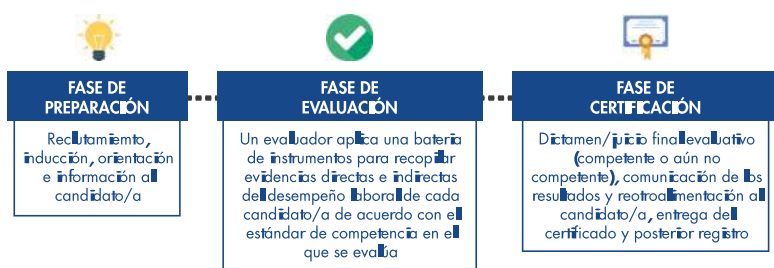 FASE DE
PREPARACIÓN
Reclutamiemto,
inducción, orientación
e información al
candidato/a
FASE DE
EVALUACIÓN
Un evaluador aplica una batería
de instrumentos para recopilar
evidencias directas e indirectas
del desempeño laboral de cada
candidato/a de acuerdo con el
estándar de competencia en el
que se evalúa
FASE DE
CERTIFICACIÓN
Dictamen/juicio final evaluativo
(competente o aún no
competente), comunicación de los
resultados y reotroalimentación al
candidato/a, entrega del
certificado y posterior registro